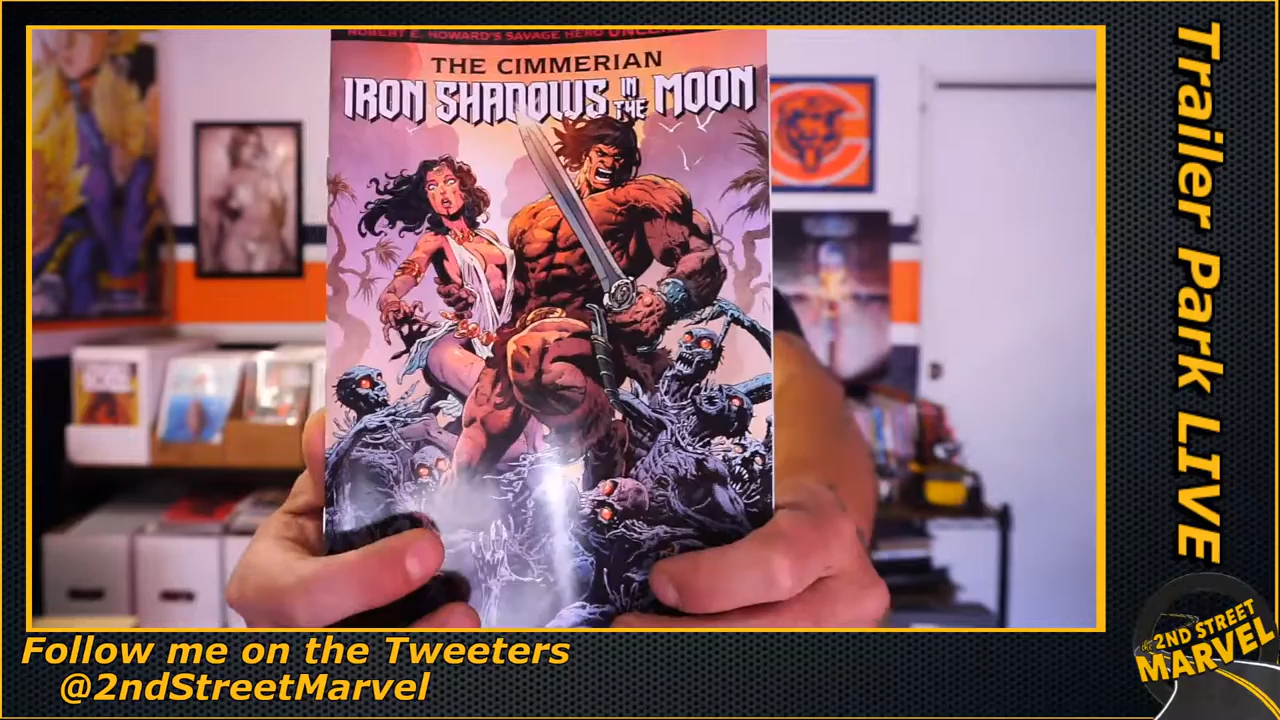 ROBERT E. HOWARD'S SAVAGE HERO
THE CIMMERIAN
IRON SHADOWS IN THE MOON
Trailer Park LIVE
Follow me on the Tweeters
@2ndStreetMarvel
the 2ND STREET
MARVEL